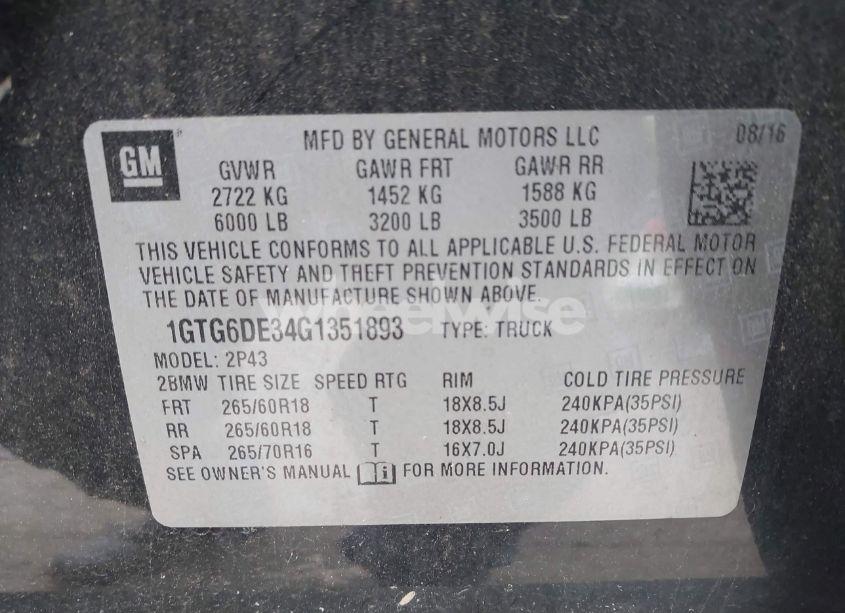 GM
MFD BY GENERAL MOTORS LLC 08/16
GVWR GAWR FRT GAWR RR
2722 KG 1452 KG 1588 KG
6000 LB 3200 LB 3500 LB
THIS VEHICLE CONFORMS TO ALL APPLICABLE U.S. FEDERAL MOTOR
VEHICLE SAFETY AND THEFT PREVENTION STANDARDS IN EFFECT ON
THE DATE OF MANUFACTURE SHOWN ABOVE.
wheelwise
1GTG6DE34G1351893 TYPE: TRUCK
MODEL: 2P43
2BMW TIRE SIZE SPEED RTG RIM COLD TIRE PRESSURE
FRT 265/60R18 T 18X8.5J 240KPA(35PSI)
RR 265/60R18 T 18X8.5J 240KPA(35PSI)
SPA 265/70R16 T 16X7.0J 240KPA(35PSI)
SEE OWNER'S MANUAL i FOR MORE INFORMATION.